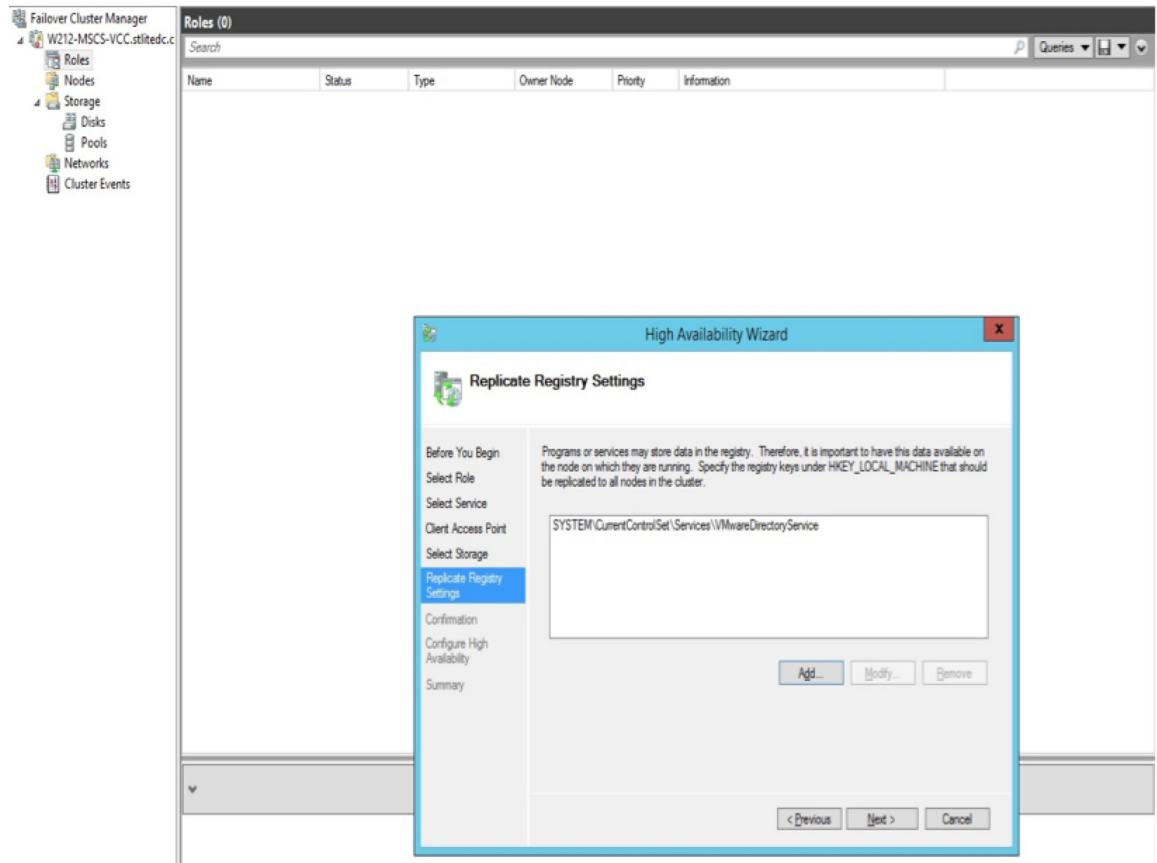 Failover Cluster Manager
W212-MSCS-VCC.stlitedc.c
Roles
Nodes
Storage
Disks
Pools
Networks
Cluster Events
Roles (0)
Search
Queries
Name Status Type Owner Node Priority Information
High Availability Wizard
x
Replicate Registry Settings
Before You Begin
Select Role
Select Service
Client Access Point
Select Storage
Replicate Registry
Settings
Confirmation
Configure High
Availability
Summary
Programs or services may store data in the registry. Therefore, it is important to have this data available on
the node on which they are running. Specify the registry keys under HKEY_LOCAL_MACHINE that should
be replicated to all nodes in the cluster.
SYSTEM\CurrentControlSet\Services\VMwareDirectoryService
Add... Modify... Remove
< Previous Next > Cancel